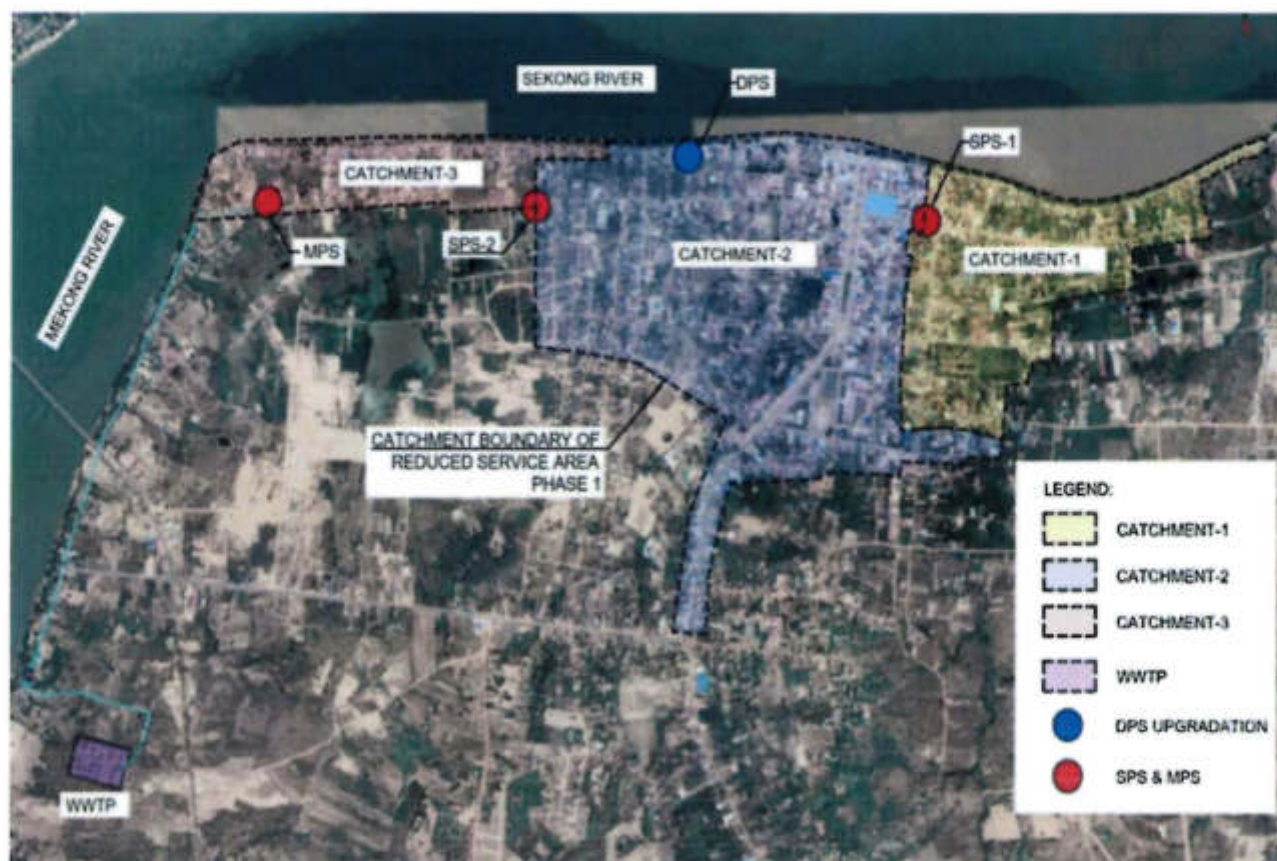 SEKONG RIVER
DPS
SPS-1
CATCHMENT-3
MPS
SPS-2
CATCHMENT-2
CATCHMENT-1
MEKONG RIVER
CATCHMENT BOUNDARY OF
REDUCED SERVICE AREA
PHASE 1
WWTP
LEGEND:
CATCHMENT-1
CATCHMENT-2
CATCHMENT-3
WWTP
DPS UPGRADATION
SPS & MPS